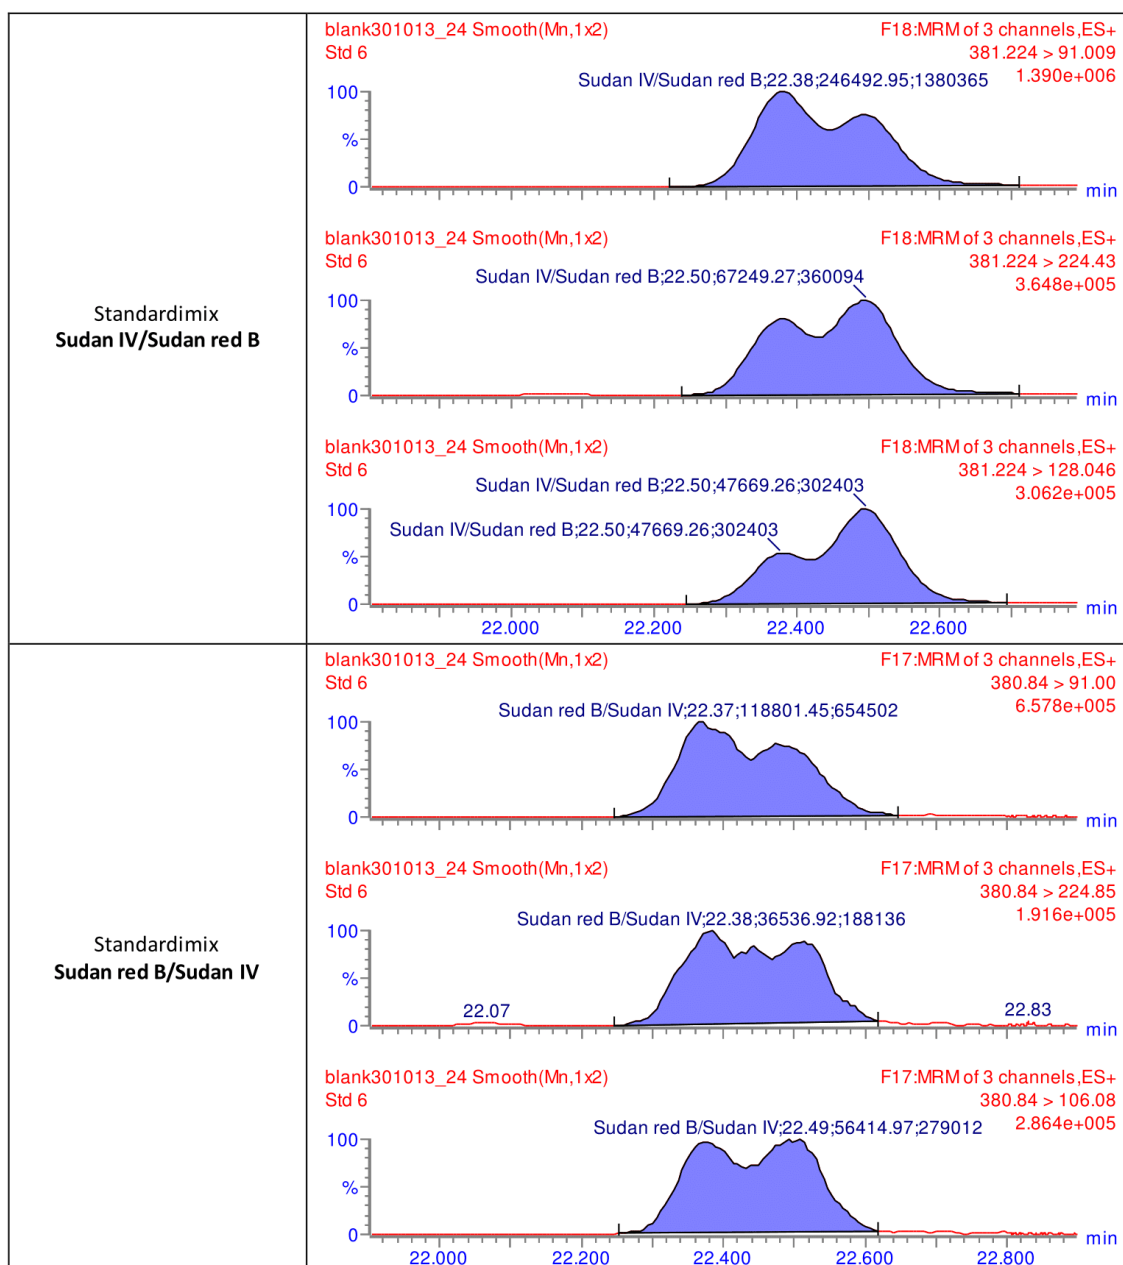 Standardimix
Sudan IV/Sudan red B
blank301013_24 Smooth(Mn,1x2)
F18:MRM of 3 channels,ES+
Std 6
381.224 > 91.009
1.390e+006
Sudan IV/Sudan red B;22.38;246492.95;1380365
100
%
0
min
blank301013_24 Smooth(Mn,1x2)
F18:MRM of 3 channels,ES+
Std 6
381.224 > 224.43
3.648e+005
Sudan IV/Sudan red B;22.50;67249.27;360094
100
%
0
min
blank301013_24 Smooth(Mn,1x2)
F18:MRM of 3 channels,ES+
Std 6
381.224 > 128.046
3.062e+005
Sudan IV/Sudan red B;22.50;47669.26;302403
Sudan IV/Sudan red B;22.50;47669.26;302403
100
%
0
min
22.000 22.200 22.400 22.600
Standardimix
Sudan red B/Sudan IV
blank301013_24 Smooth(Mn,1x2)
F17:MRM of 3 channels,ES+
Std 6
380.84 > 91.00
6.578e+005
Sudan red B/Sudan IV;22.37;118801.45;654502
100
%
0
min
blank301013_24 Smooth(Mn,1x2)
F17:MRM of 3 channels,ES+
Std 6
380.84 > 224.85
1.916e+005
Sudan red B/Sudan IV;22.38;36536.92;188136
100
%
22.07
22.83
0
min
blank301013_24 Smooth(Mn,1x2)
F17:MRM of 3 channels,ES+
Std 6
380.84 > 106.08
2.864e+005
Sudan red B/Sudan IV;22.49;56414.97;279012
100
%
0
min
22.000 22.200 22.400 22.600 22.800